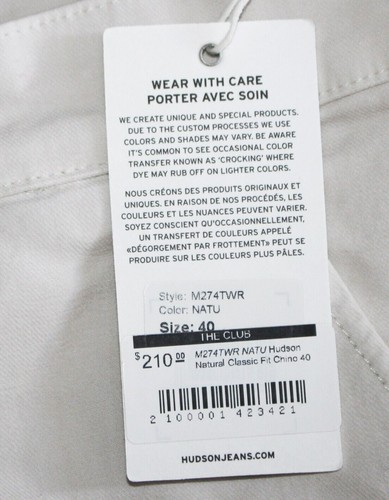 WEAR WITH CARE
PORTER AVEC SOIN
WE CREATE UNIQUE AND SPECIAL PRODUCTS.
DUE TO THE CUSTOM PROCESSES WE USE
COLORS AND SHADES MAY VARY. BE AWARE
IT'S COMMON TO SEE OCCASIONAL COLOR
TRANSFER KNOWN AS 'CROCKING' WHERE
DYE MAY RUB OFF ON LIGHTER COLORS.
NOUS CRÉONS DES PRODUITS ORIGINAUX ET
UNIQUES. EN RAISON DE NOS PROCÉDÉS, LES
COULEURS ET LES NUANCES PEUVENT VARIER.
SOYEZ CONSCIENT QU'OCCASIONNELLEMENT,
UN TRANSFERT DE COULEURS APPELÉ
«DÉGORGEMENT PAR FROTTEMENT» PEUT SE
PRODUIRE SUR LES COULEURS PLUS PÂLES.
Style: M274TWR
Color: NATU
Size: 40
THE CLUB
$210.00 M274TWR NATU Hudson
Natural Classic Fit Chino 40
2 100001 423421
HUDSONJEANS.COM